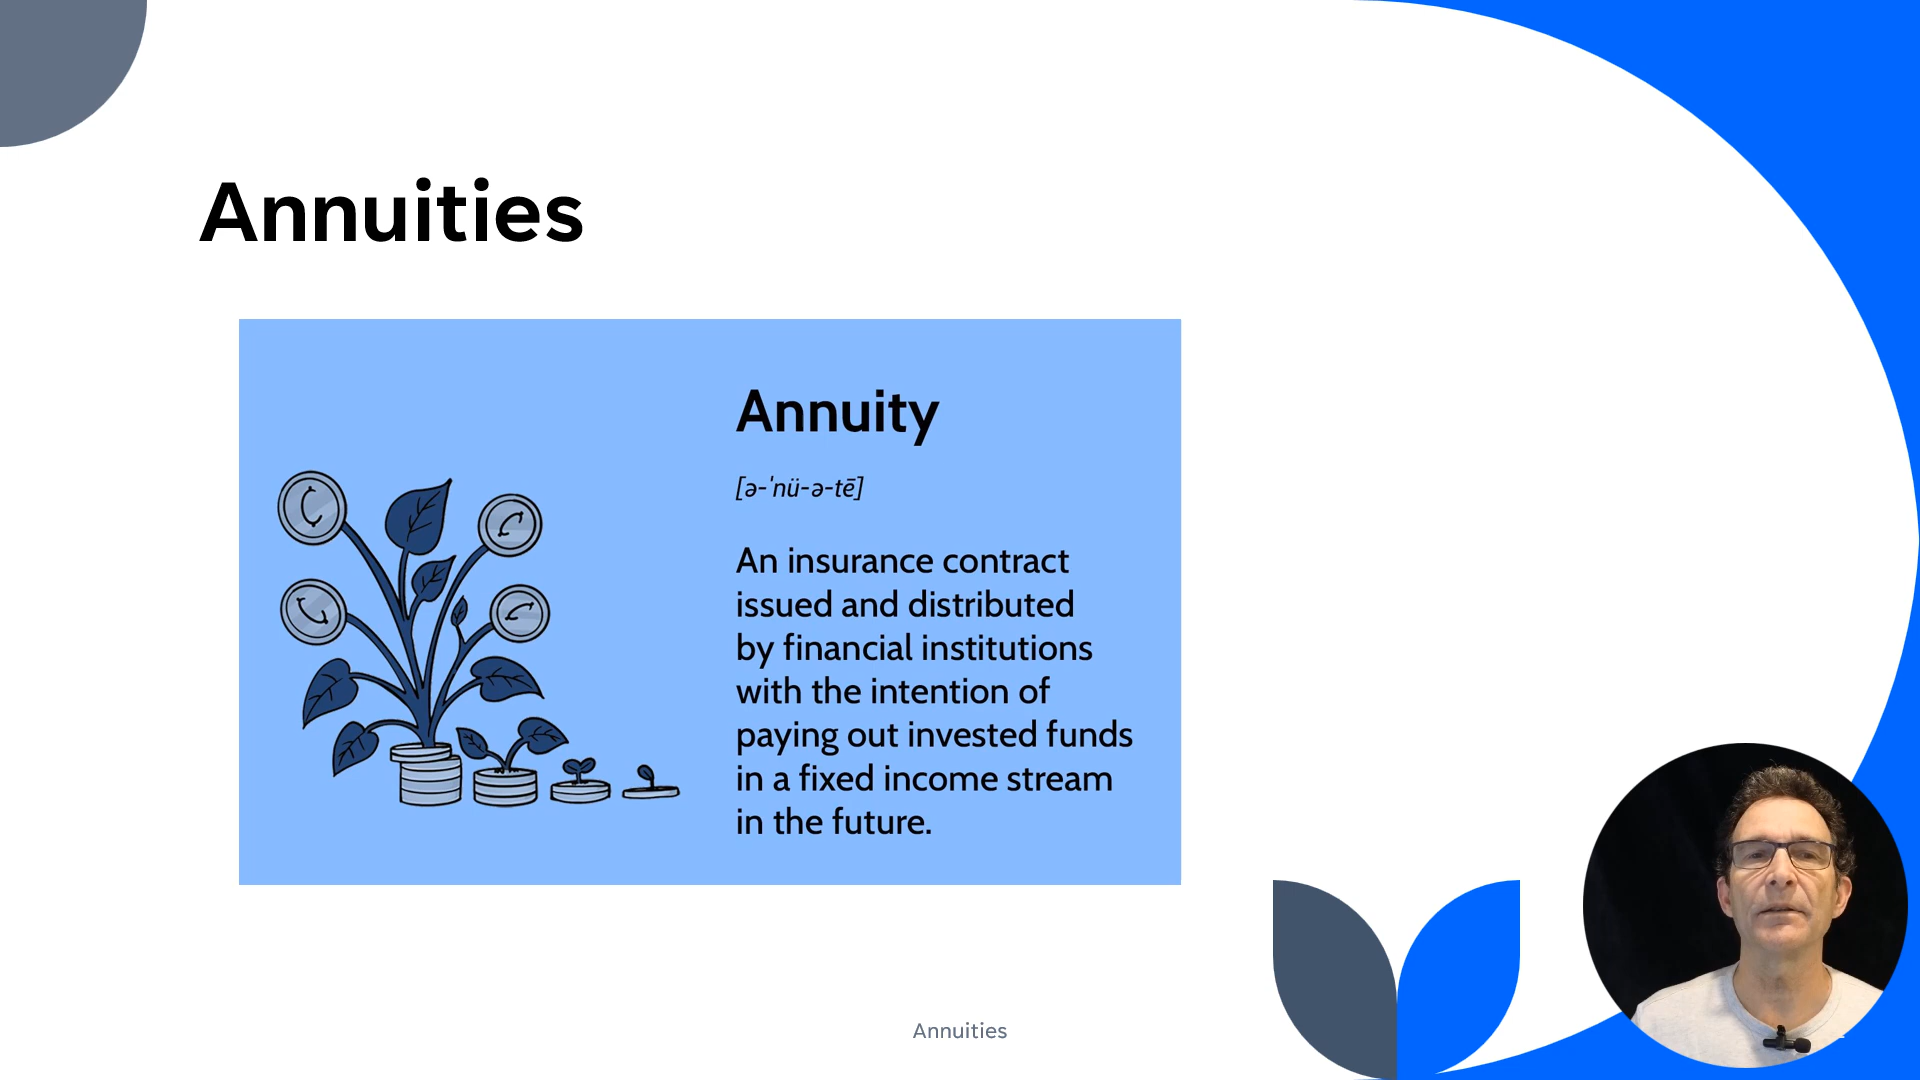 Annuities
Annuity
[ə-ˈnü-ə-tē]
An insurance contract
issued and distributed
by financial institutions
with the intention of
paying out invested funds
in a fixed income stream
in the future.
Annuities